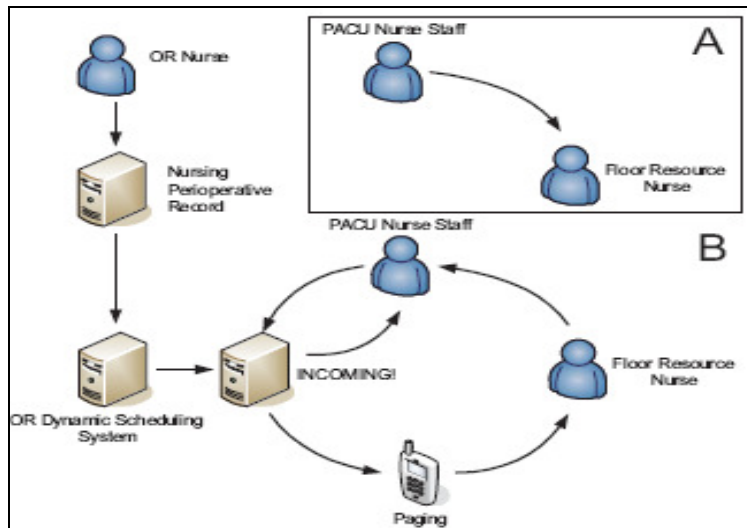 OR Nurse
Nursing
Perioperative
Record
OR Dynamic Scheduling
System
A
PACU Nurse Staff
Floor Resource
Nurse
B
PACU Nurse Staff
INCOMING!
Floor Resource
Nurse
Paging